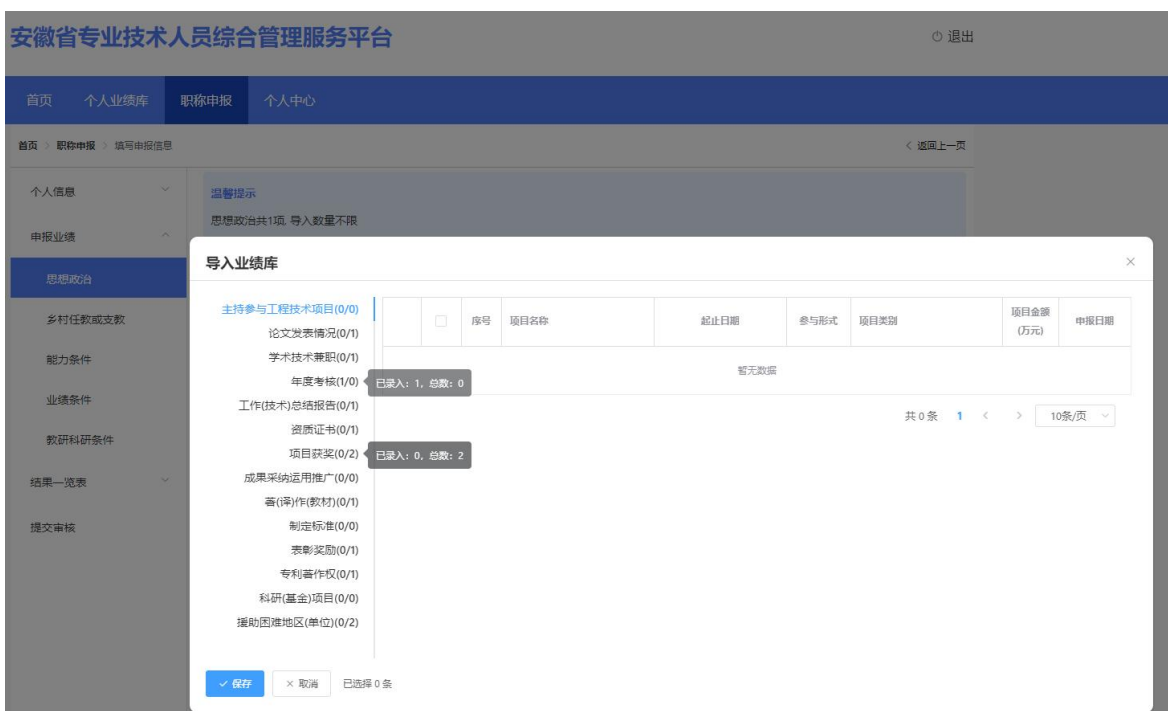 安徽省专业技术人员综合管理服务平台
退出
首页 个人业绩库 职称申报 个人中心
首页 > 职称申报 > 填写申报信息
< 返回上一页
个人信息
温馨提示
思想政治共1项, 导入数量不限
申报业绩
思想政治
乡村任教或支教
能力条件
业绩条件
教研科研条件
结果一览表
提交审核
导入业绩库
主持参与工程技术项目(0/0)
论文发表情况(0/1)
学术技术兼职(0/1)
年度考核(1/0)
已录入: 1, 总数: 0
工作(技术)总结报告(0/1)
资质证书(0/1)
项目获奖(0/2)
已录入: 0, 总数: 2
成果采纳运用推广(0/0)
著(译)作(教材)(0/1)
制定标准(0/0)
表彰奖励(0/1)
专利著作权(0/1)
科研(基金)项目(0/0)
援助困难地区(单位)(0/2)
序号 项目名称 起止日期 参与形式 项目类别 项目金额(万元) 申报日期
暂无数据
共 0 条 1 < > 10条/页
保存 取消 已选择 0 条